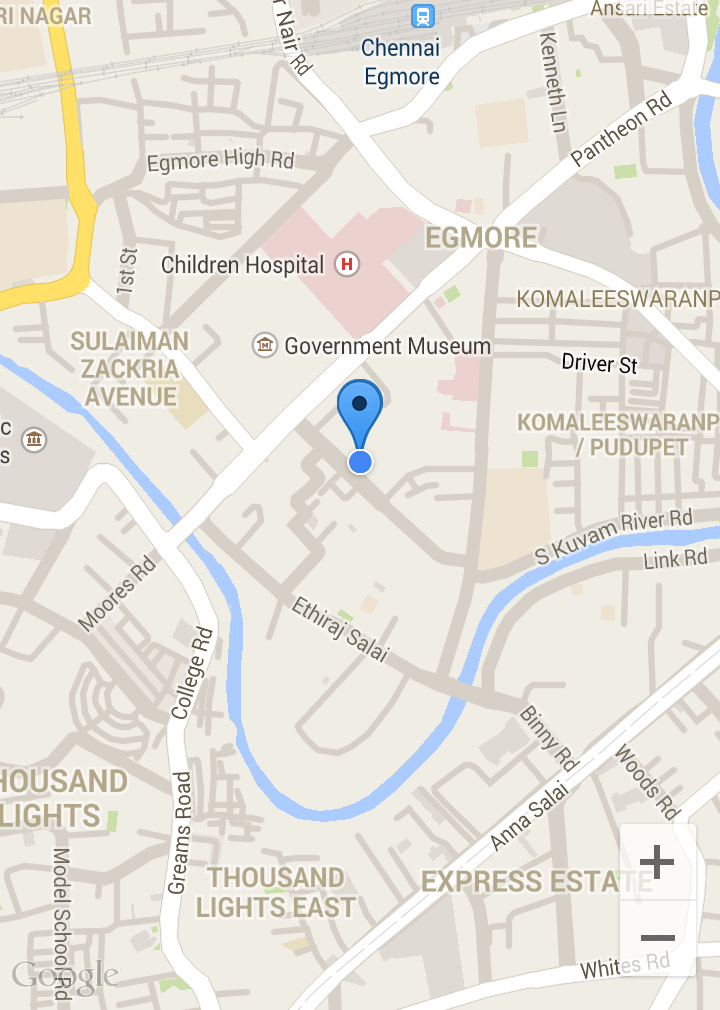 RI NAGAR
Ansari Estate
r Nair Rd
Chennai
Egmore
Kenneth Ln
Pantheon Rd
Egmore High Rd
EGMORE
1st St
Children Hospital
H
KOMALEESWARANP
SULAIMAN
ZACKRIA
AVENUE
M
Government Museum
Driver St
KOMALEESWARANP
/ PUDUPET
c
s
S Kuvam River Rd
Link Rd
Moores Rd
Ethiraj Salai
College Rd
Binny Rd
Woods Rd
Anna Salai
HOUSAND
LIGHTS
Greams Road
Model School Rd
THOUSAND
LIGHTS EAST
EXPRESS ESTATE
+
−
Whites Rd
Google